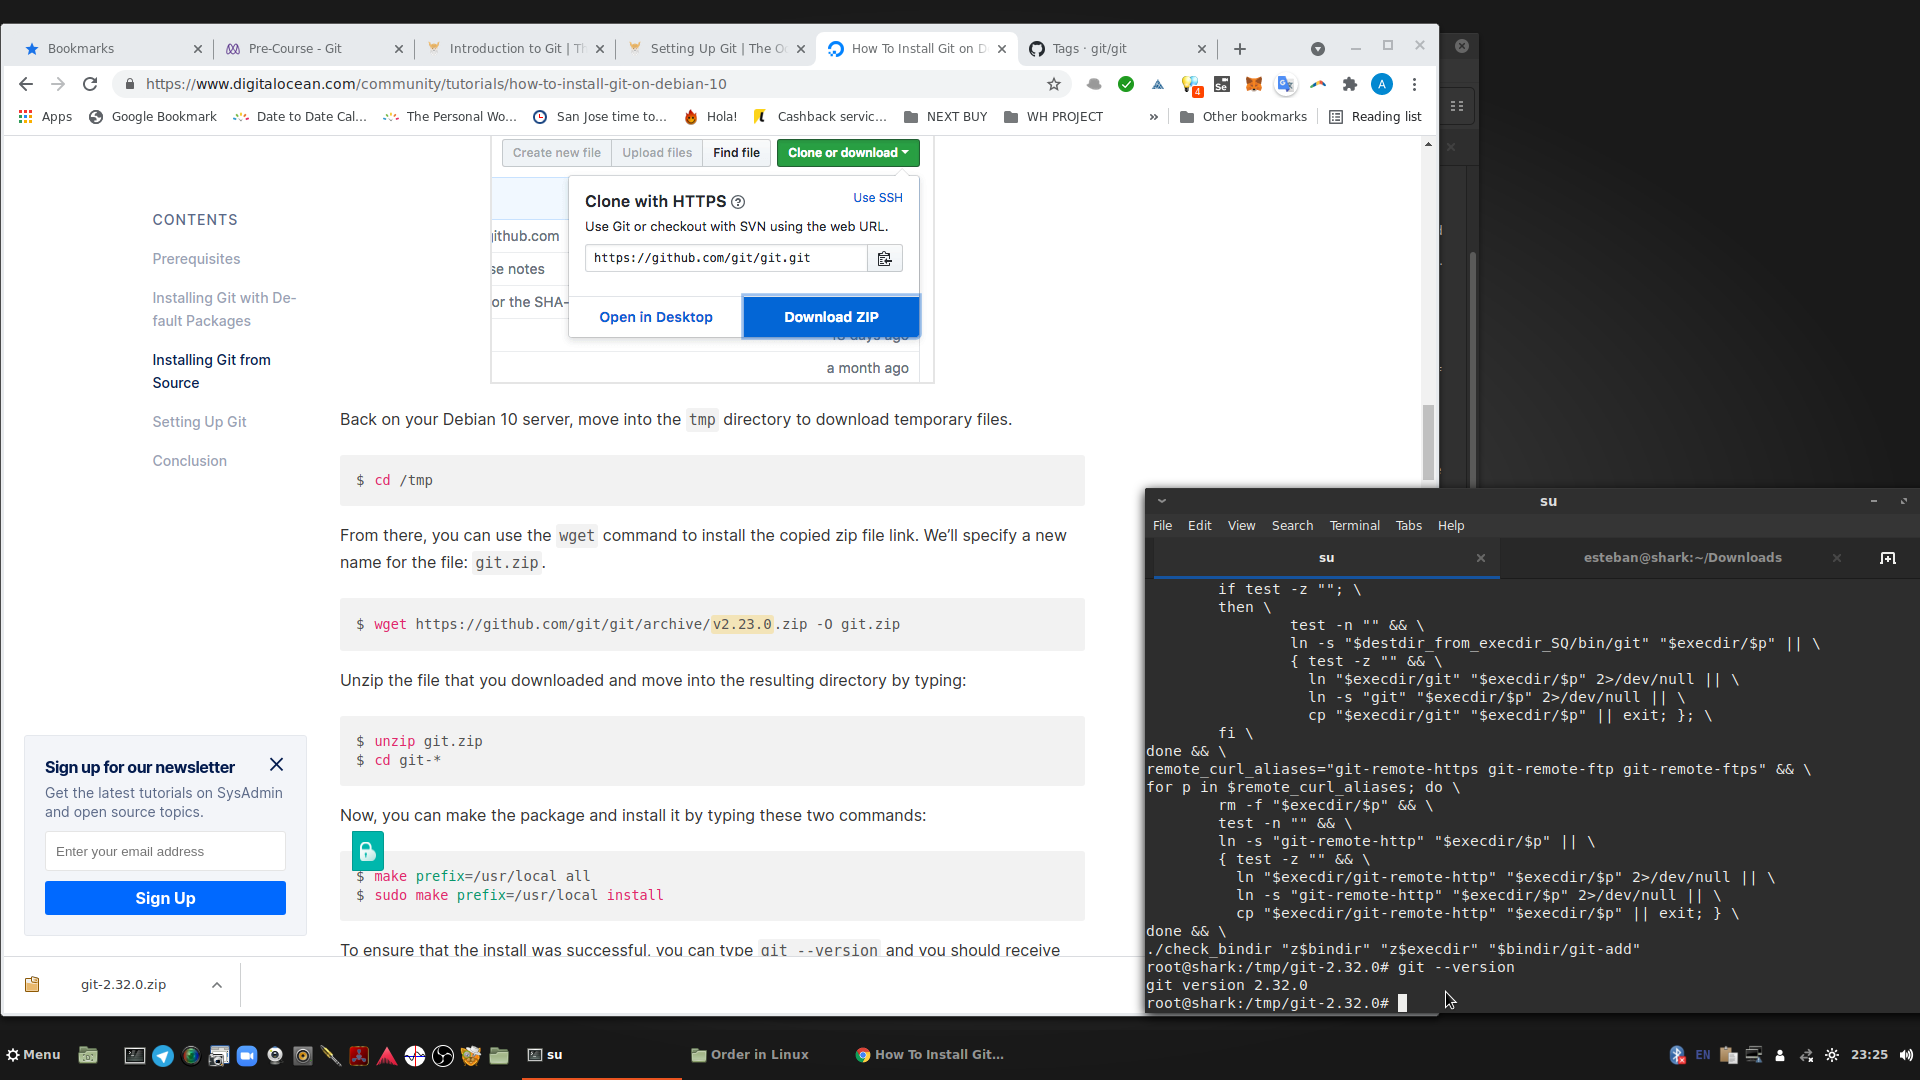 Bookmarks
Pre-Course - Git
Introduction to Git | Th
Setting Up Git | The Od
How To Install Git on D
Tags · git/git
https://www.digitalocean.com/community/tutorials/how-to-install-git-on-debian-10
4
Se
A
Apps
Google Bookmark
Date to Date Cal...
The Personal Wo...
San Jose time to...
Hola!
Cashback servic...
NEXT BUY
WH PROJECT
»
Other bookmarks
Reading list
Create new file
Upload files
Find file
Clone or download
Clone with HTTPS
Use SSH
Use Git or checkout with SVN using the web URL.
https://github.com/git/git.git
Open in Desktop
Download ZIP
github.com
se notes
or the SHA-
a month ago
CONTENTS
Prerequisites
Installing Git with De-
fault Packages
Installing Git from
Source
Setting Up Git
Conclusion
Back on your Debian 10 server, move into the tmp directory to download temporary files.
$ cd /tmp
From there, you can use the wget command to install the copied zip file link. We’ll specify a new
name for the file: git.zip.
$ wget https://github.com/git/git/archive/v2.23.0.zip -O git.zip
Unzip the file that you downloaded and move into the resulting directory by typing:
$ unzip git.zip
$ cd git-*
Now, you can make the package and install it by typing these two commands:
$ make prefix=/usr/local all
$ sudo make prefix=/usr/local install
To ensure that the install was successful, you can type git --version and you should receive
Sign up for our newsletter
Get the latest tutorials on SysAdmin
and open source topics.
Enter your email address
Sign Up
git-2.32.0.zip
su
File Edit View Search Terminal Tabs Help
su
esteban@shark:~/Downloads
if test -z ""; \
then \
test -n "" && \
ln -s "$destdir_from_execdir_SQ/bin/git" "$execdir/$p" || \
{ test -z "" && \
ln "$execdir/git" "$execdir/$p" 2>/dev/null || \
ln -s "git" "$execdir/$p" 2>/dev/null || \
cp "$execdir/git" "$execdir/$p" || exit; }; \
fi \
done && \
remote_curl_aliases="git-remote-https git-remote-ftp git-remote-ftps" && \
for p in $remote_curl_aliases; do \
rm -f "$execdir/$p" && \
test -n "" && \
ln -s "git-remote-http" "$execdir/$p" || \
{ test -z "" && \
ln "$execdir/git-remote-http" "$execdir/$p" 2>/dev/null || \
ln -s "git-remote-http" "$execdir/$p" 2>/dev/null || \
cp "$execdir/git-remote-http" "$execdir/$p" || exit; } \
done && \
./check_bindir "z$bindir" "z$execdir" "$bindir/git-add"
root@shark:/tmp/git-2.32.0# git --version
git version 2.32.0
root@shark:/tmp/git-2.32.0#
Menu
su
Order in Linux
How To Install Git...
EN
23:25